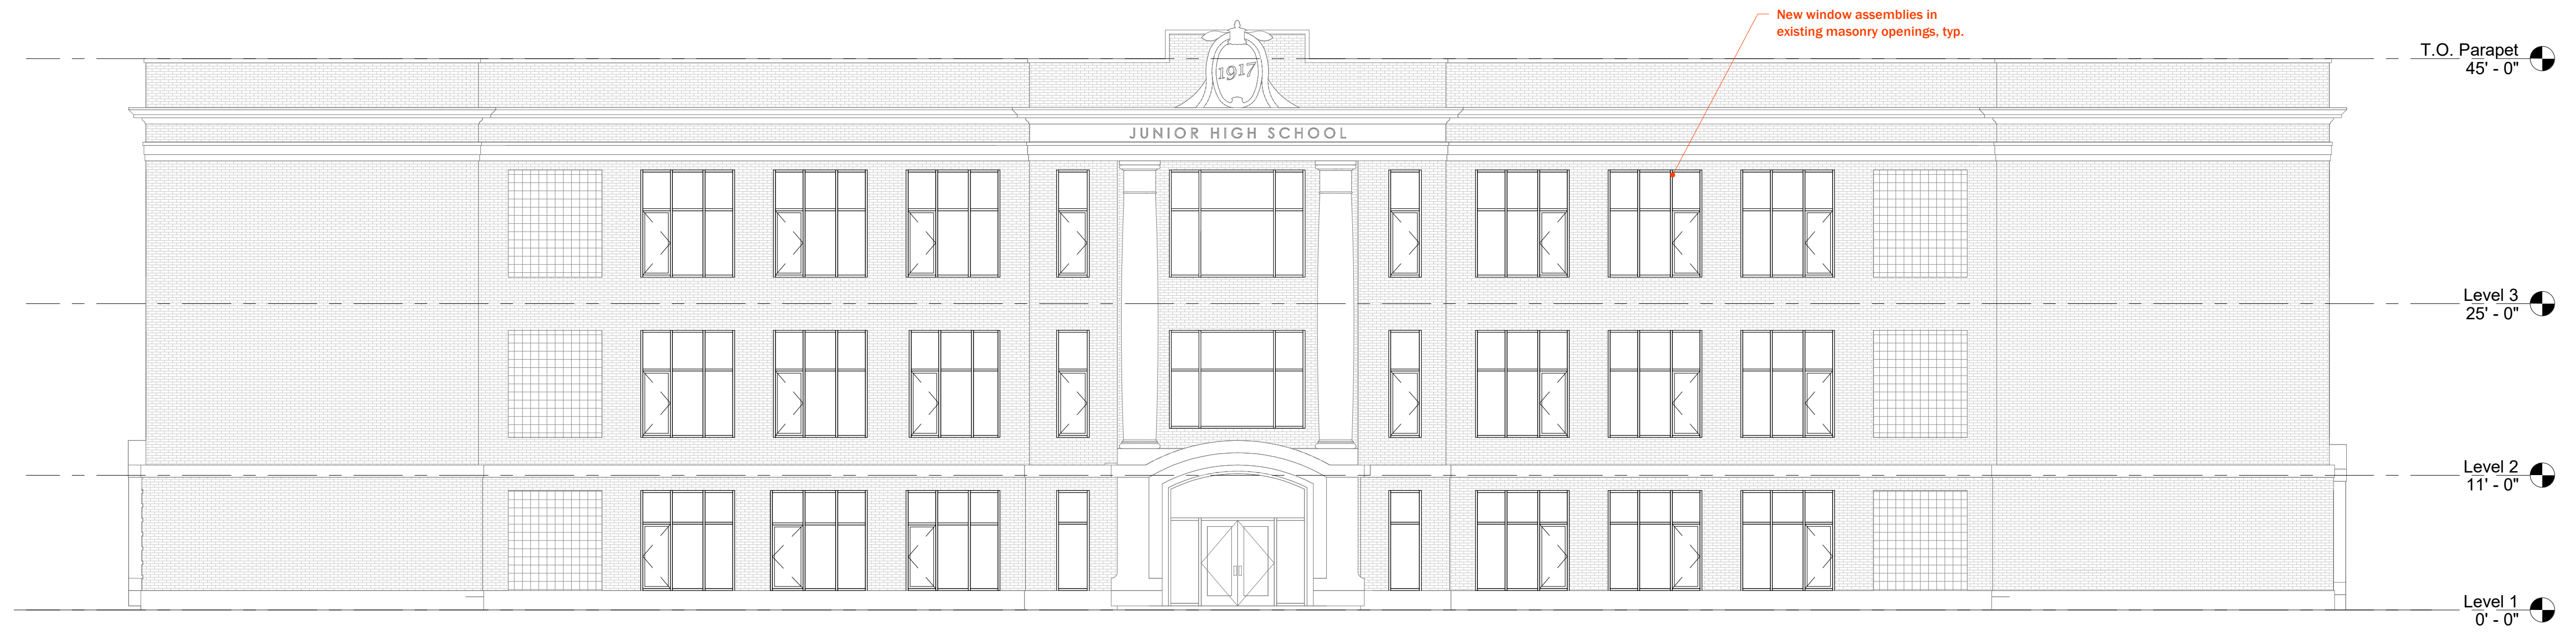 New window assemblies in
existing masonry openings, typ.
T.O. Parapet
45' - 0"
1917
JUNIOR HIGH SCHOOL
Level 3
25' - 0"
Level 2
11' - 0"
Level 1
0' - 0"